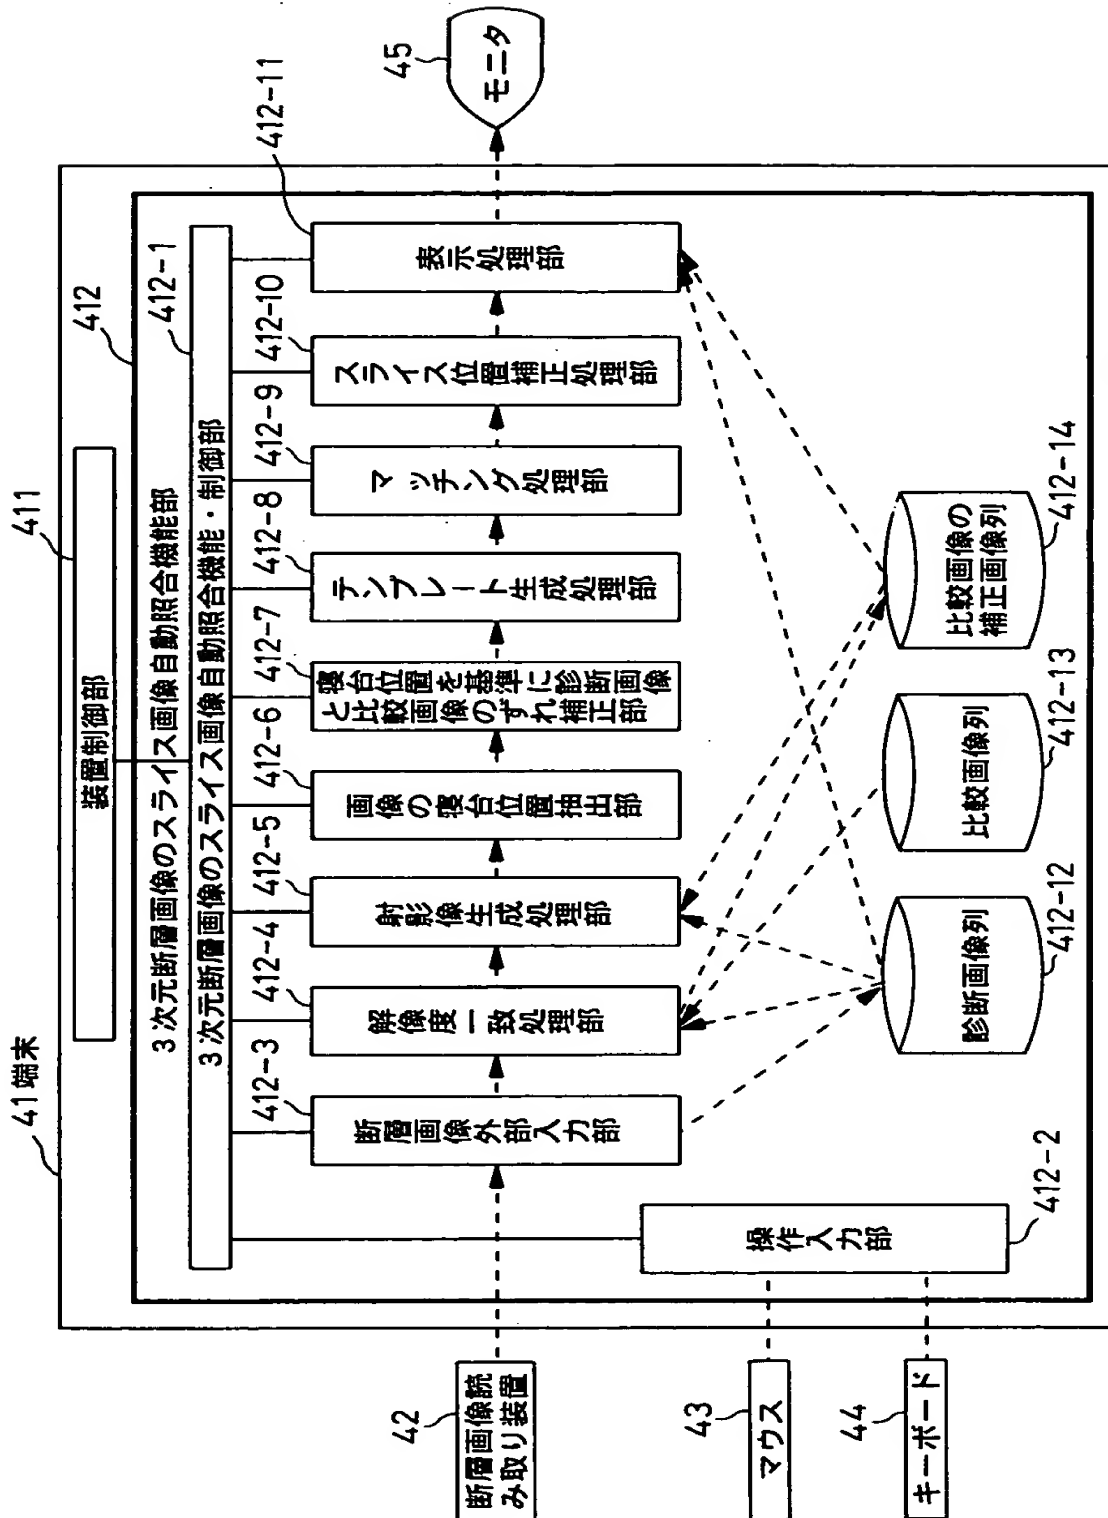 41端末
411
装置制御部
412
3次元断層画像のスライス画像自動照合機能部
412-1
3次元断層画像のスライス画像自動照合機能・制御部
412-3
断層画像外部入力部
412-4
解像度一致処理部
412-5
射影像生成処理部
412-6
画像の寝台位置抽出部
412-7
寝台位置を基準に診断画像
と比較画像のずれ補正部
412-8
テンプレート生成処理部
412-9
マッチング処理部
412-10
スライス位置補正処理部
412-11
表示処理部
45
モニタ
42
断層画像読
み取り装置
43
マウス
44
キーボード
操作入力部
412-2
診断画像列
412-12
比較画像列
412-13
比較画像の
補正画像列
412-14